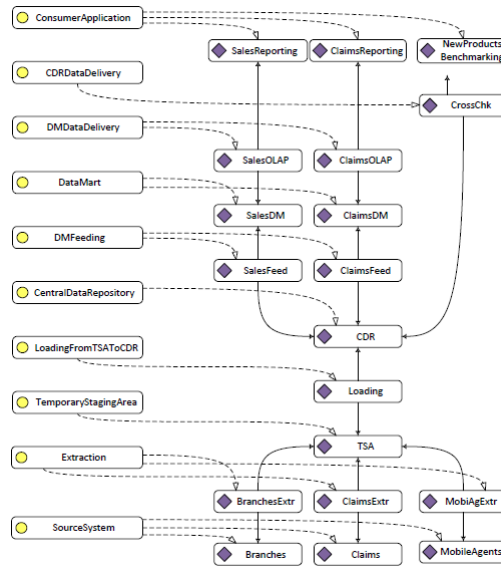 ConsumerApplication
SalesReporting
ClaimsReporting
NewProducts
Benchmarking
CDRDataDelivery
CrossChk
DMDataDelivery
SalesOLAP
ClaimsOLAP
DataMart
SalesDM
ClaimsDM
DMFeeding
SalesFeed
ClaimsFeed
CentralDataRepository
CDR
LoadingFromTSAToCDR
Loading
TemporaryStagingArea
TSA
Extraction
BranchesExtr
ClaimsExtr
MobiAgExtr
SourceSystem
Branches
Claims
MobileAgents